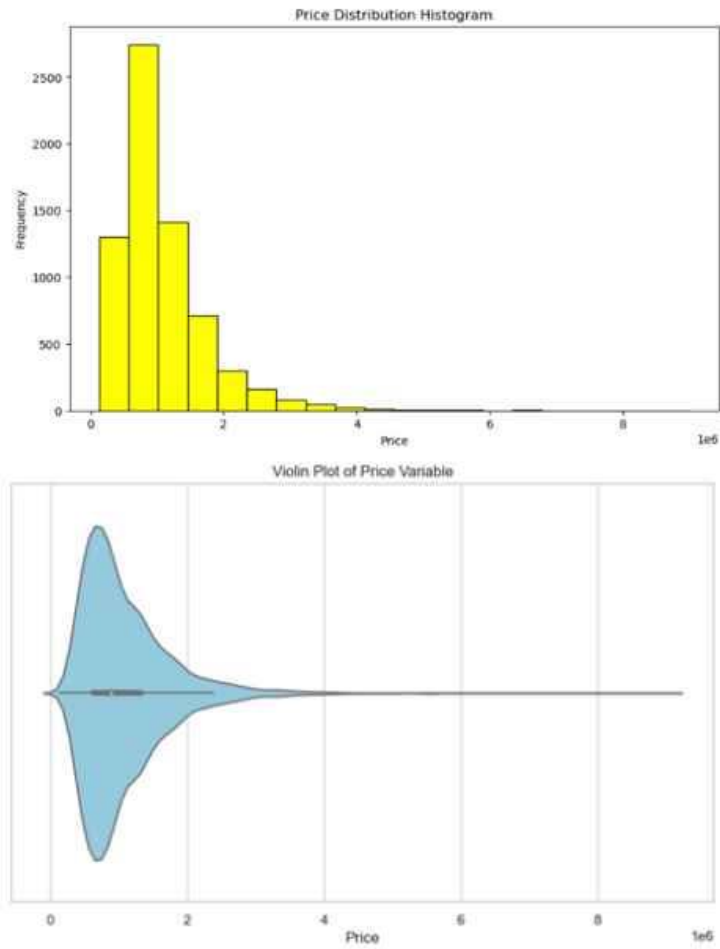 Price Distribution Histogram
2500
2000
1500
1000
500
0
Frequency
0 2 4 6 8
1e6
Price
Violin Plot of Price Variable
0 2 4 6 8
1e6
Price